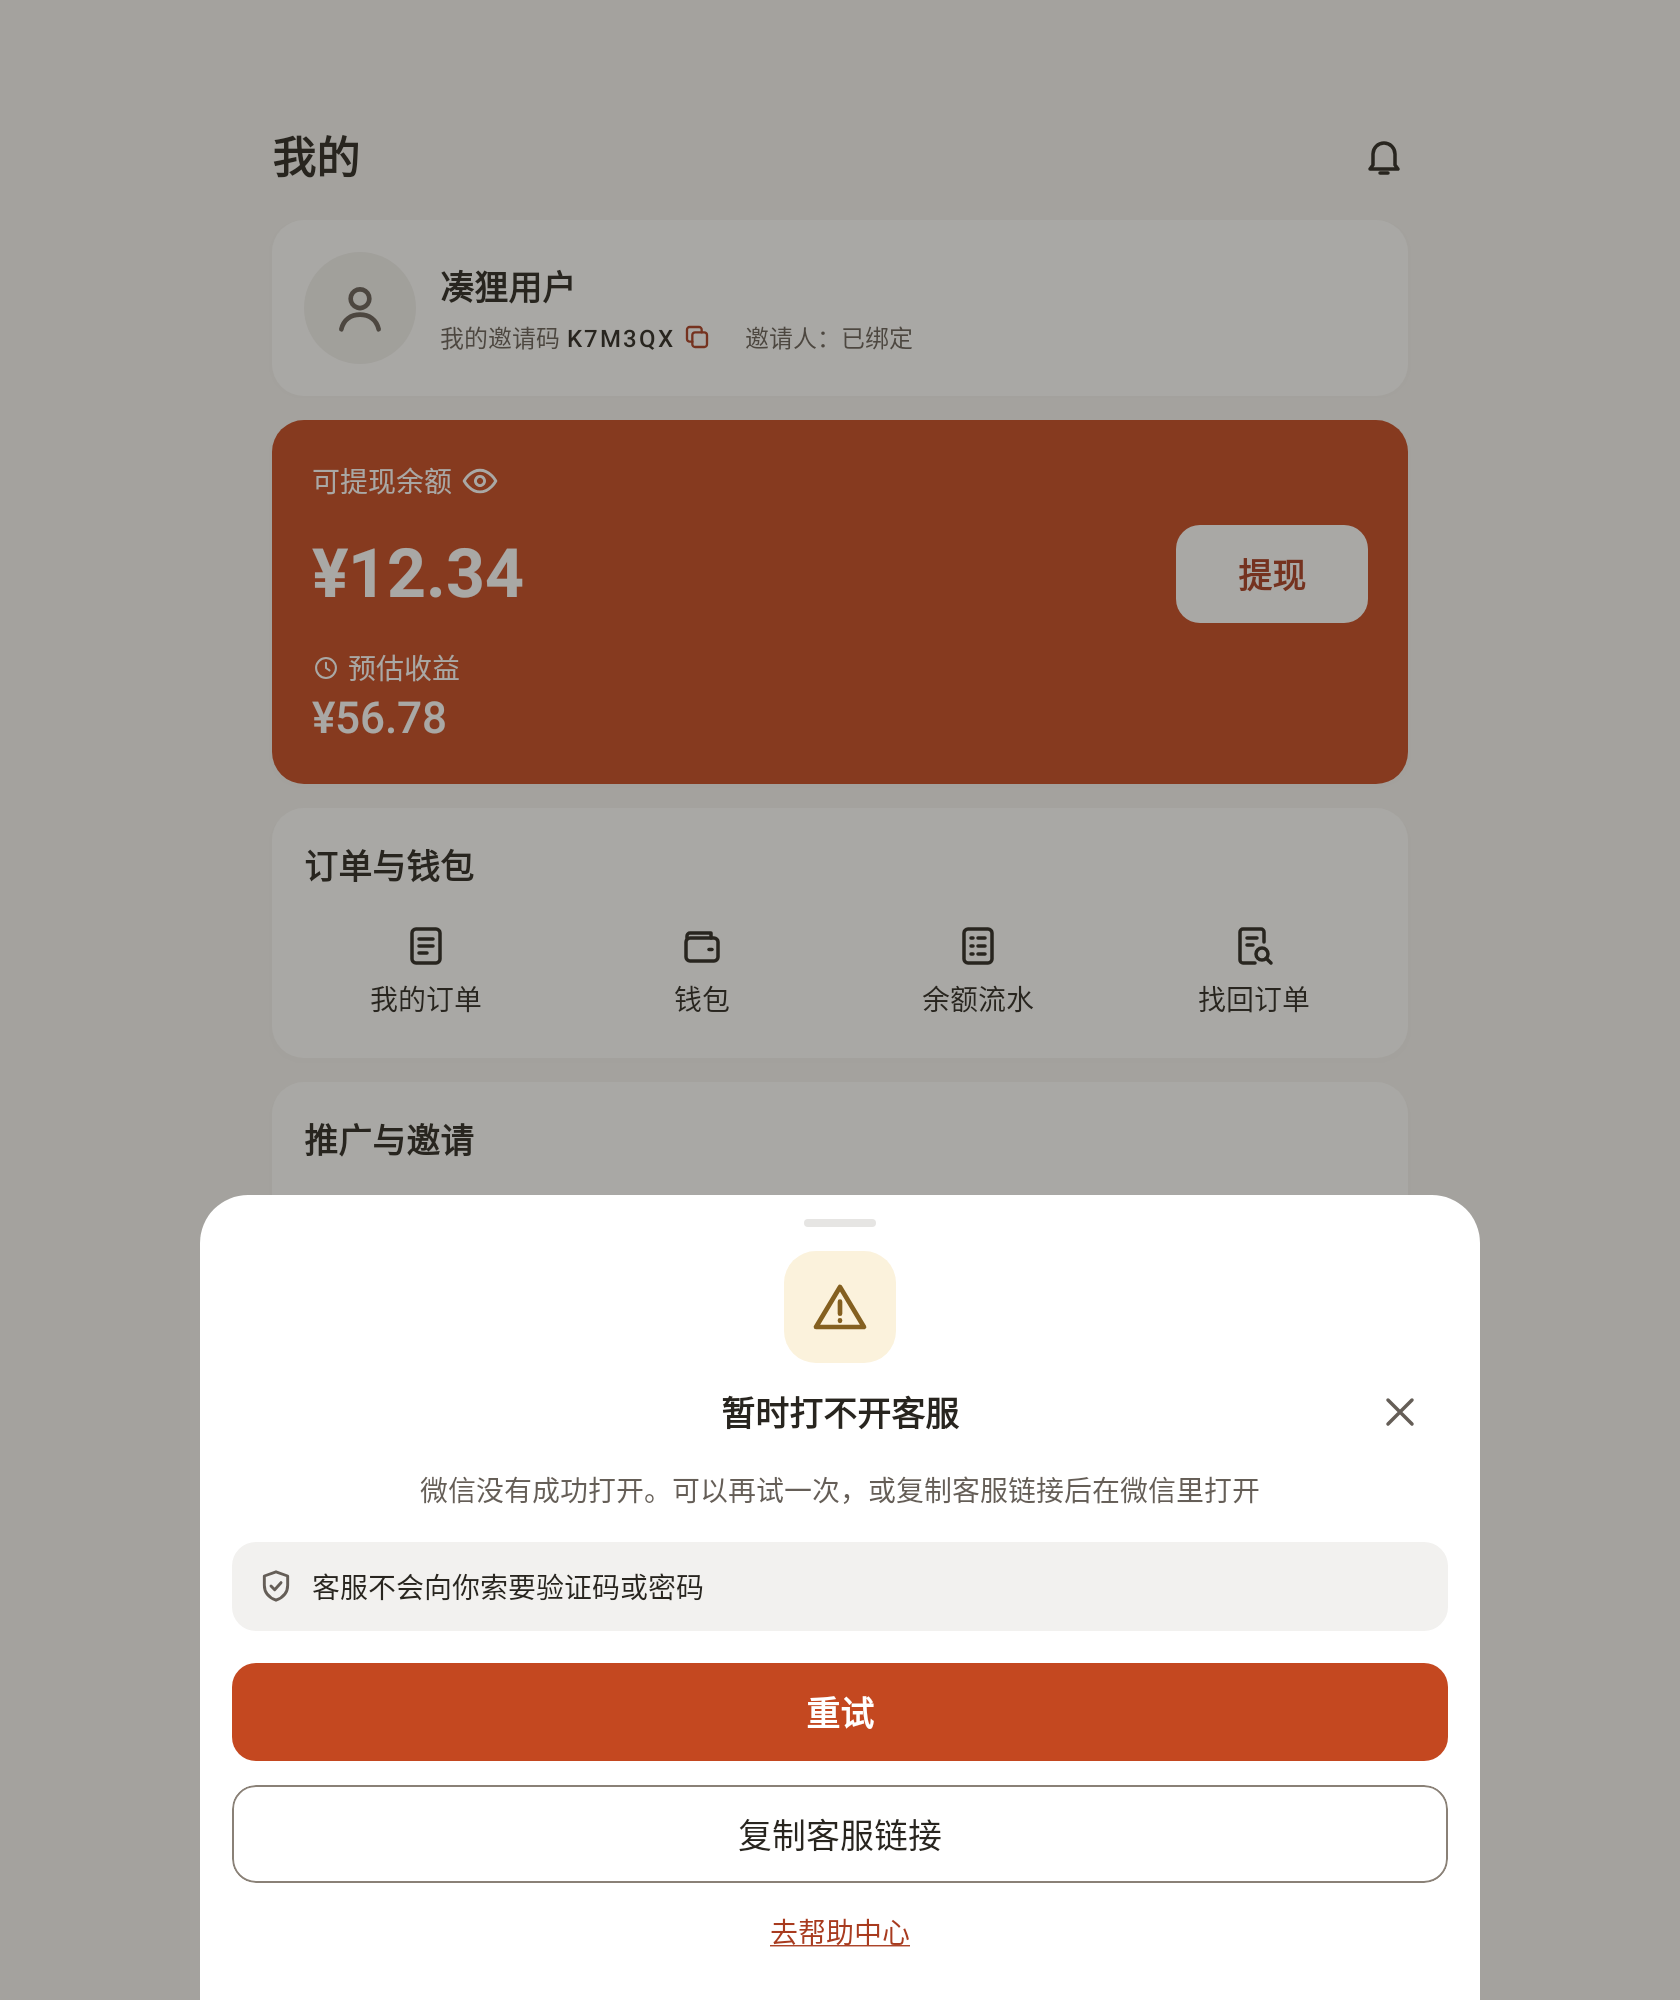 我的
凑狸用户
我的邀请码 K7M3QX 邀请人：已绑定
可提现余额
¥12.34
提现
预估收益
¥56.78
订单与钱包
我的订单 钱包 余额流水 找回订单
推广与邀请
暂时打不开客服
微信没有成功打开。可以再试一次，或复制客服链接后在微信里打开
客服不会向你索要验证码或密码
重试
复制客服链接
去帮助中心